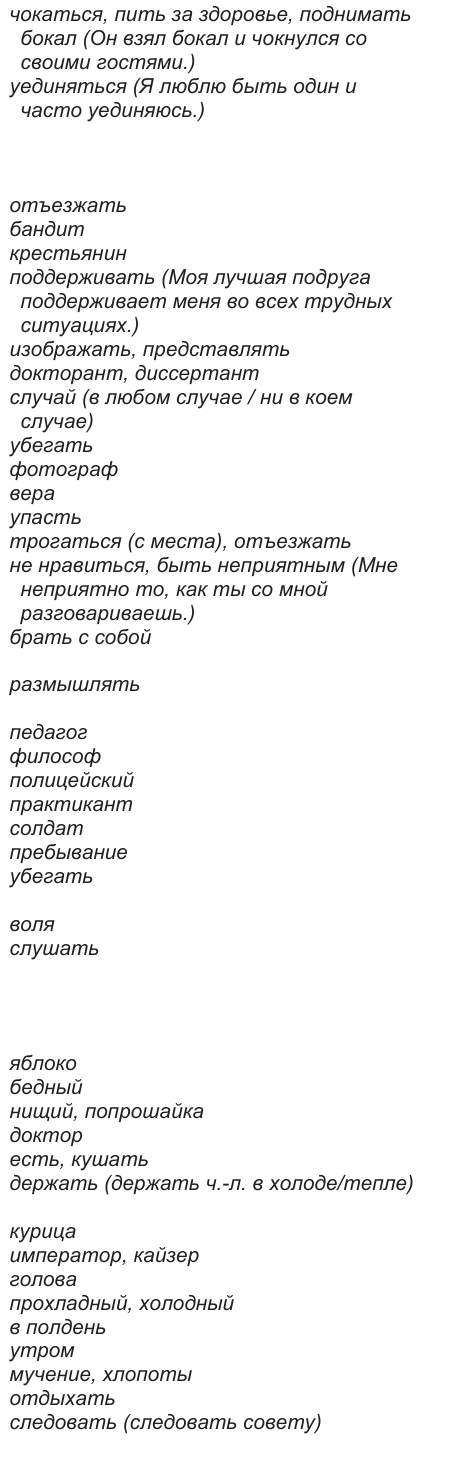 чокаться, пить за здоровье, поднимать
бокал (Он взял бокал и чокнулся со
своими гостями.)
уединяться (Я люблю быть один и
часто уединяюсь.)
отъезжать
бандит
крестьянин
поддерживать (Моя лучшая подруга
поддерживает меня во всех трудных
ситуациях.)
изображать, представлять
докторант, диссертант
случай (в любом случае / ни в коем
случае)
убегать
фотограф
вера
упасть
трогаться (с места), отъезжать
не нравиться, быть неприятным (Мне
неприятно то, как ты со мной
разговариваешь.)
брать с собой
размышлять
педагог
философ
полицейский
практикант
солдат
пребывание
убегать
воля
слушать
яблоко
бедный
нищий, попрошайка
доктор
есть, кушать
держать (держать ч.-л. в холоде/тепле)
курица
император, кайзер
голова
прохладный, холодный
в полдень
утром
мучение, хлопоты
отдыхать
следовать (следовать совету)